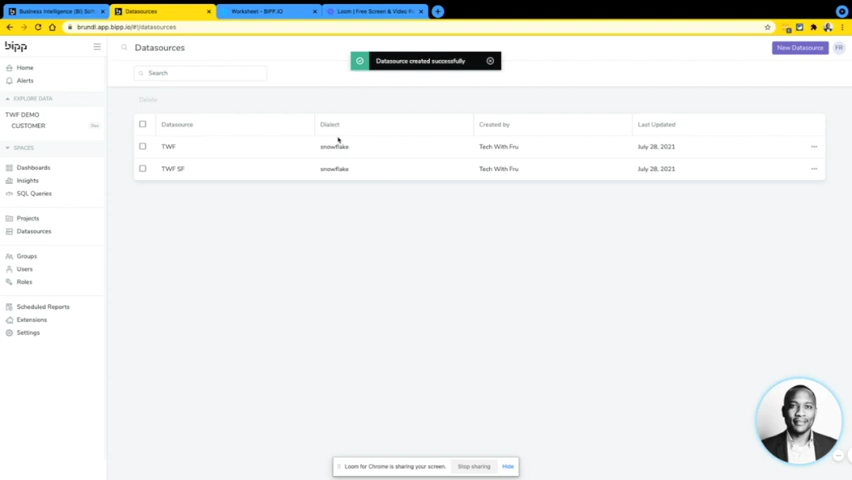 Business Intelligence (BI) Soft
Datasources
Worksheet - BIPP.IO
Loom | Free Screen & Video R
brundl.app.bipp.io/#!/datasources
bipp
Datasources
New Datasource
FR
Datasource created successfully
Home
Alerts
Search
EXPLORE DATA
Delete
TWF DEMO
CUSTOMER
Dev
Datasource
Dialect
Created by
Last Updated
TWF
snowflake
Tech With Fru
July 28, 2021
TWF SF
snowflake
Tech With Fru
July 28, 2021
SPACES
Dashboards
Insights
SQL Queries
Projects
Datasources
Groups
Users
Roles
Scheduled Reports
Extensions
Settings
Loom for Chrome is sharing your screen.
Stop sharing
Hide